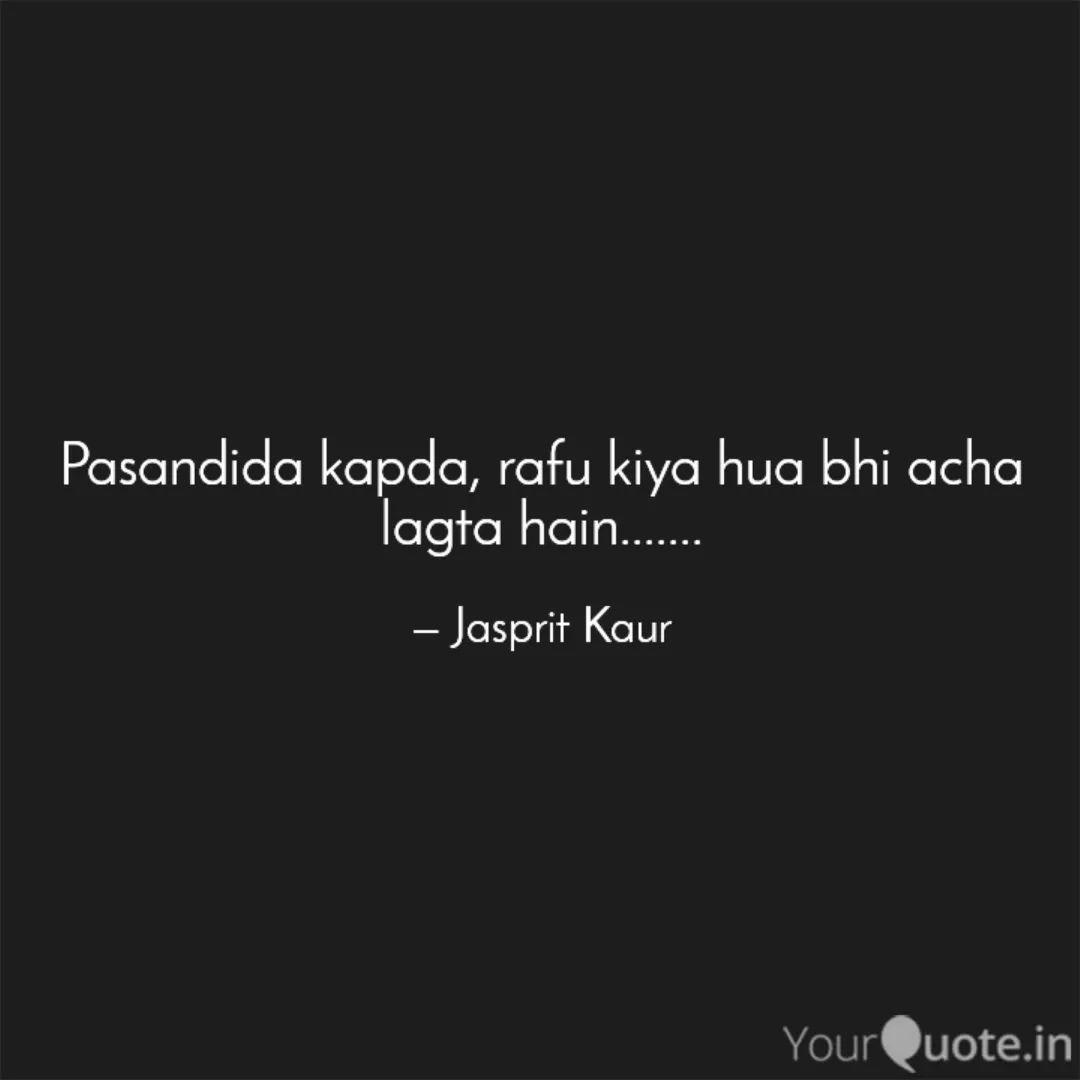 Pasandida kapda, rafu kiya hua bhi acha
lagta hain.......
– Jasprit Kaur
YourQuote.in